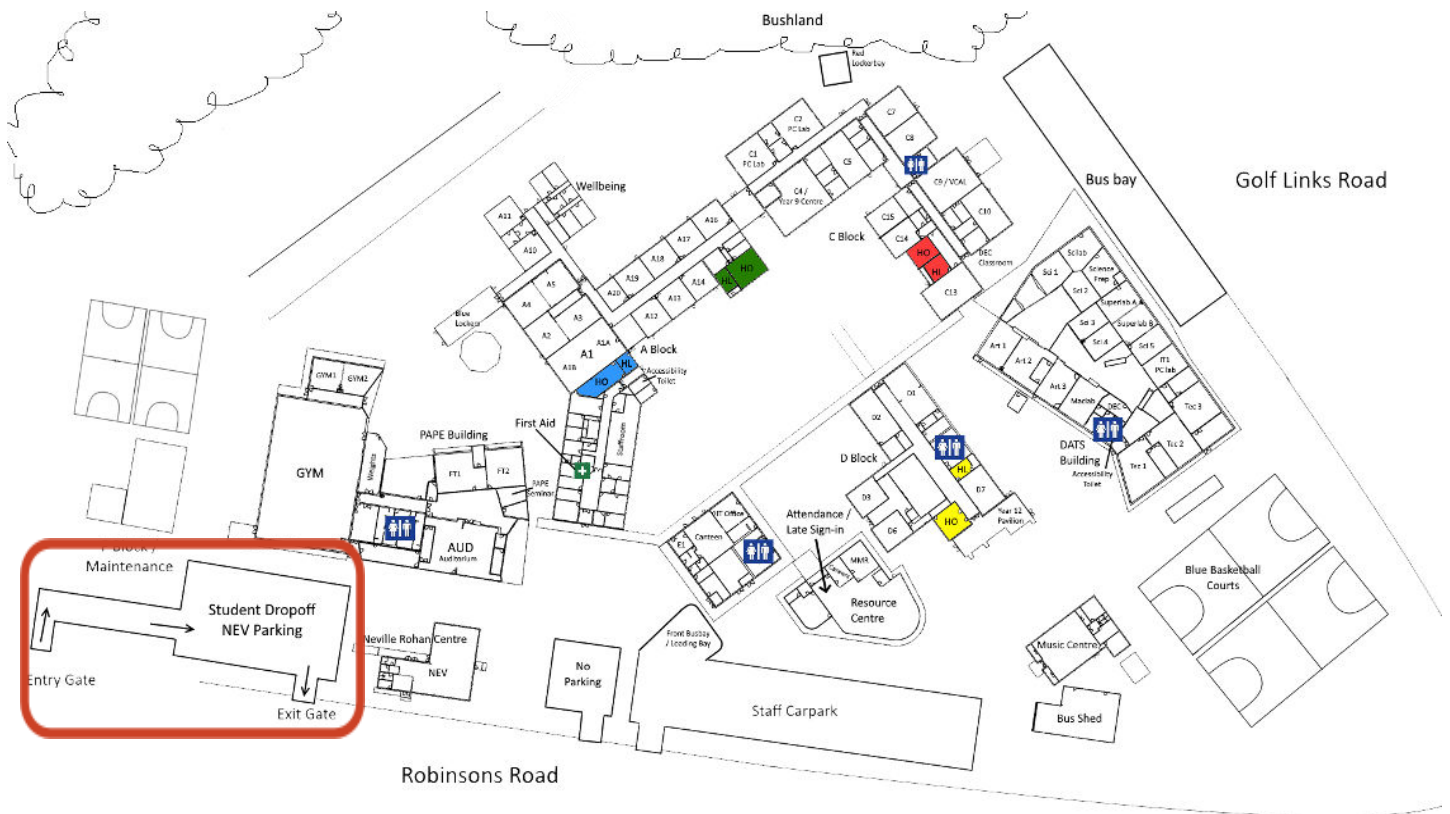 Bushland
Red
Lockerbay
C7
C8
C2
PC Lab
C1
PC Lab
C5
C4 /
Year 9 Centre
C9 / VCAL
C10
C15
C14
C Block
HO
HL
DEC
Classroom
C13
Bus bay
Golf Links Road
Wellbeing
A11
A10
A16
A17
A18
A19
A20
A14
A13
A12
HL
HO
A5
A4
A3
A2
A1A
A1
A1B
Blue
Lockers
A Block
HL
HO
Accessibility
Toilet
Staffroom
First Aid
Scilab
Sci 1
Science
Prep
Sci 2
Superlab A
Sci 3
Superlab B
Sci 4
Sci 5
IT1
PC lab
Art 1
Art 2
Art 3
Maclab
DEC
Tec 3
Tec 2
Tec 1
DATS
Building
Accessibility
Toilet
GYM1
GYM2
GYM
Weights
PAPE Building
FT1
FT2
PAPE
Seminar
AUD
Auditorium
D1
D2
D Block
HL
D7
D3
D6
HO
Year 12
Pavilion
IT Office
Canteen
E1
Attendance /
Late Sign-in
MMR
Careers
Resource
Centre
Front Busbay
/ Loading Bay
Blue Basketball
Courts
Music Centre
Bus Shed
Block /
Maintenance
Student Dropoff
NEV Parking
Entry Gate
Exit Gate
Neville Rohan Centre
NEV
No
Parking
Staff Carpark
Robinsons Road